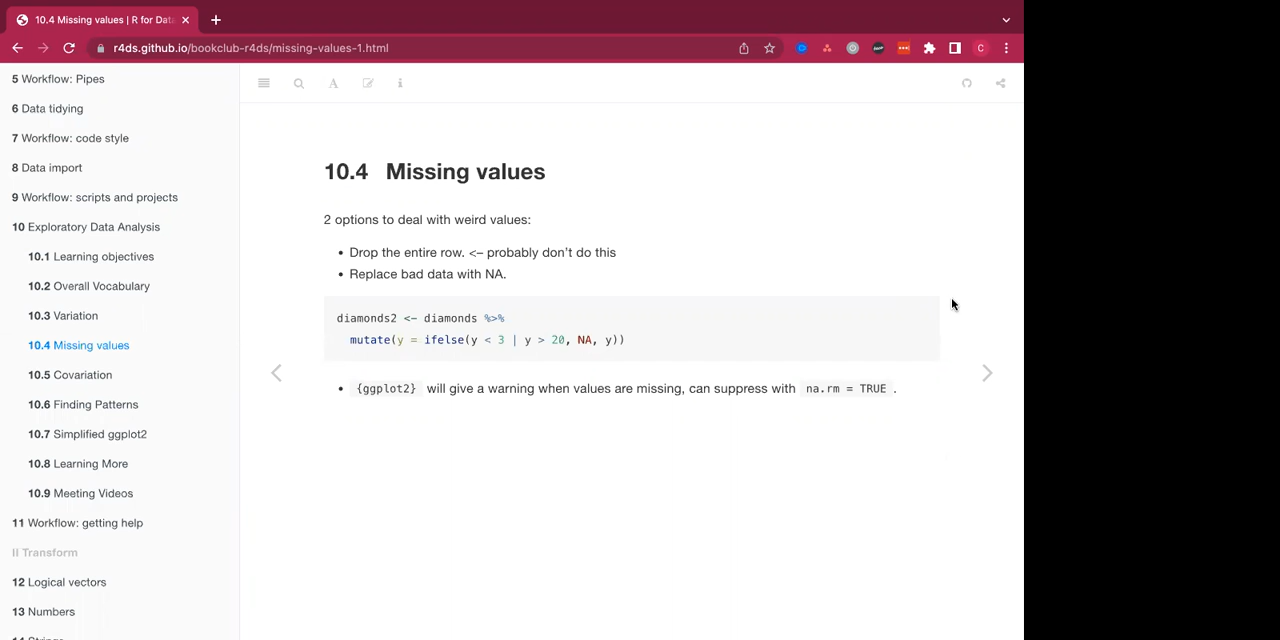 10.4 Missing values | R for Data
r4ds.github.io/bookclub-r4ds/missing-values-1.html
C
5 Workflow: Pipes
6 Data tidying
7 Workflow: code style
8 Data import
9 Workflow: scripts and projects
10 Exploratory Data Analysis
10.1 Learning objectives
10.2 Overall Vocabulary
10.3 Variation
10.4 Missing values
10.5 Covariation
10.6 Finding Patterns
10.7 Simplified ggplot2
10.8 Learning More
10.9 Meeting Videos
11 Workflow: getting help
II Transform
12 Logical vectors
13 Numbers
A
10.4 Missing values
2 options to deal with weird values:
• Drop the entire row. <– probably don't do this
• Replace bad data with NA.
diamonds2 <- diamonds %>%
mutate(y = ifelse(y < 3 | y > 20, NA, y))
• {ggplot2} will give a warning when values are missing, can suppress with na.rm = TRUE .